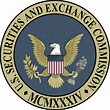 U.S. SECURITIES AND EXCHANGE COMMISSION
MCMXXXIV